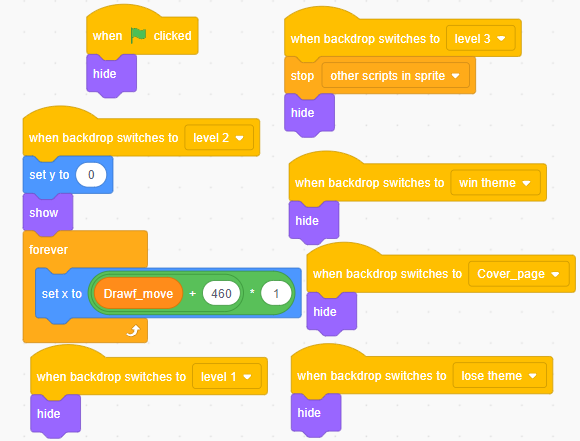 when clicked
hide
when backdrop switches to level 3
stop other scripts in sprite
hide
when backdrop switches to level 2
set y to 0
show
forever
set x to Drawf_move + 460 * 1
when backdrop switches to win theme
hide
when backdrop switches to Cover_page
hide
when backdrop switches to level 1
hide
when backdrop switches to lose theme
hide